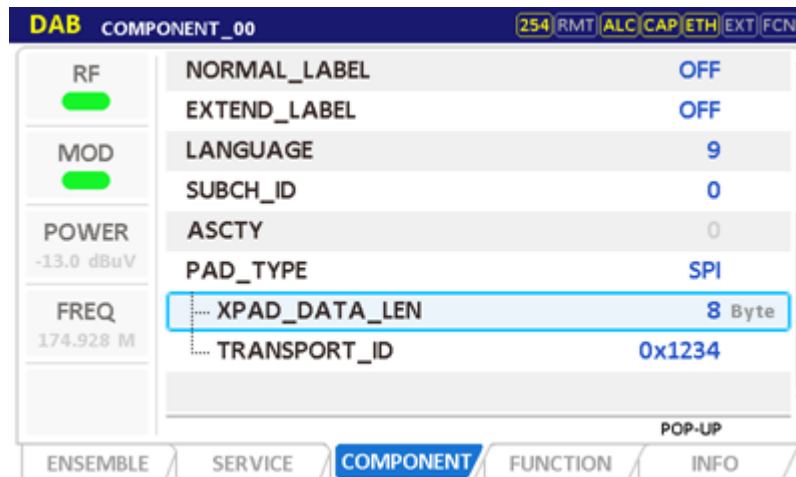 DAB COMPONENT_00 254 RMT ALC CAP ETH EXT FCN
RF
MOD
POWER
-13.0 dBuV
FREQ
174.928 M
NORMAL_LABEL OFF
EXTEND_LABEL OFF
LANGUAGE 9
SUBCH_ID 0
ASCTY 0
PAD_TYPE SPI
XPAD_DATA_LEN 8 Byte
TRANSPORT_ID 0x1234
POP-UP
ENSEMBLE SERVICE COMPONENT FUNCTION INFO